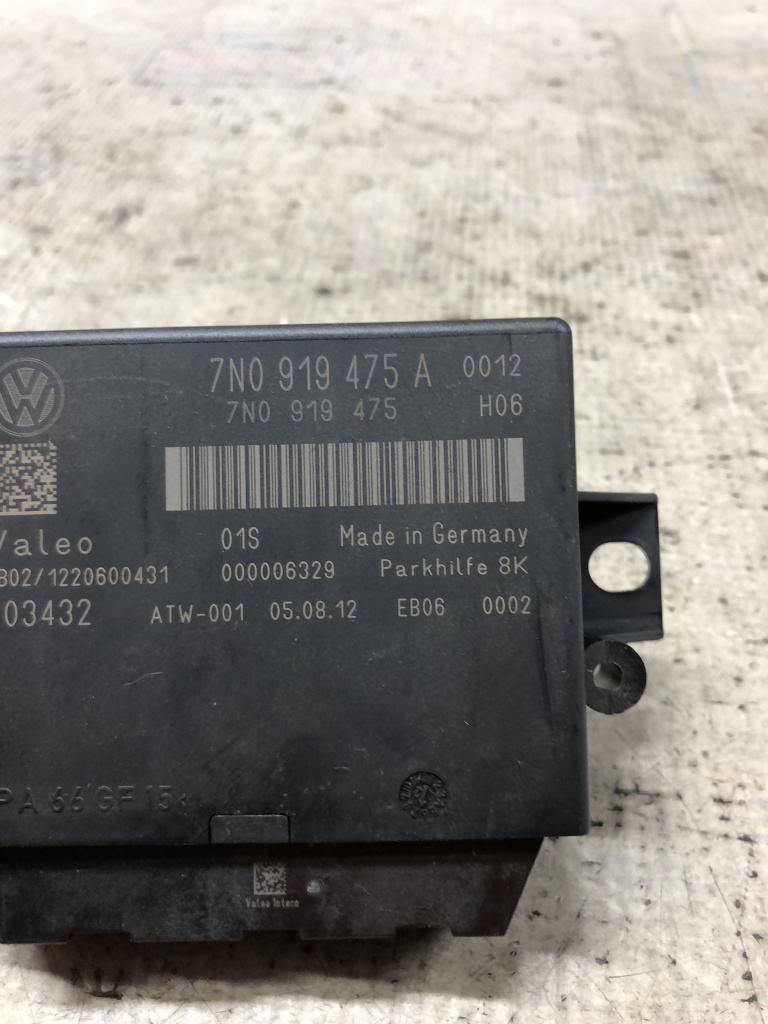 7N0 919 475 A 0012
7N0 919 475 H06
Valeo 01S Made in Germany
B02/1220600431 000006329 Parkhilfe 8K
03432 ATW-001 05.08.12 EB06 0002
PA 66 GF 15<
Valeo Intern